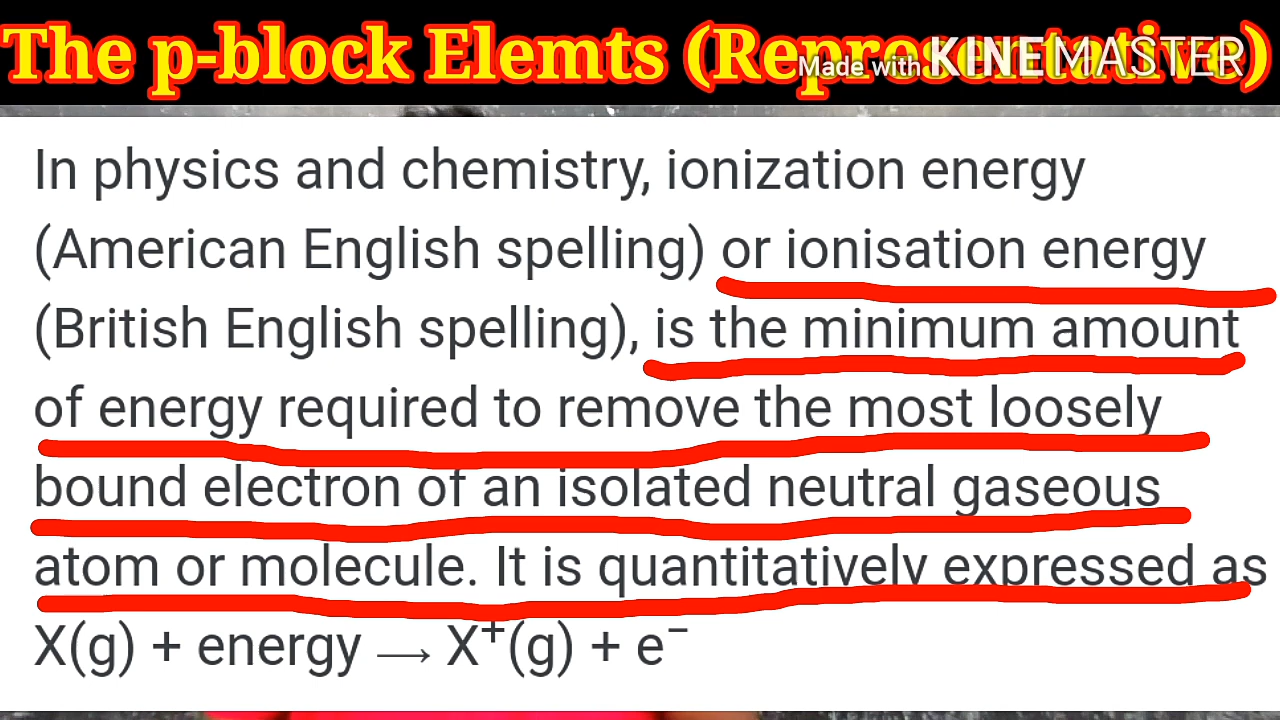 The p-block Elemts (Representative)
Made with KINEMASTER
In physics and chemistry, ionization energy
(American English spelling) or ionisation energy
(British English spelling), is the minimum amount
of energy required to remove the most loosely
bound electron of an isolated neutral gaseous
atom or molecule. It is quantitatively expressed as
X(g) + energy ⟶ X⁺(g) + e⁻